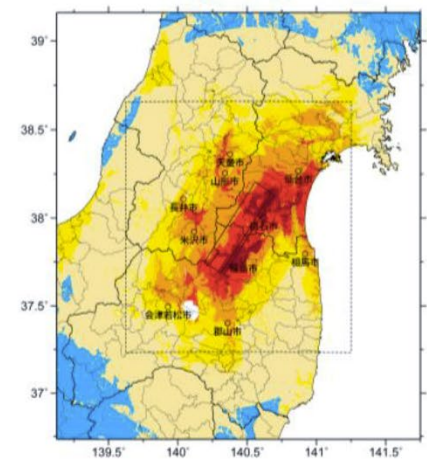 39°
38.5°
天童市
山形市
仙台市
長井市
38°
白石市
米沢市
福島市
相馬市
37.5°
会津若松市
郡山市
37°
139.5°
140°
140.5°
141°
141.5°